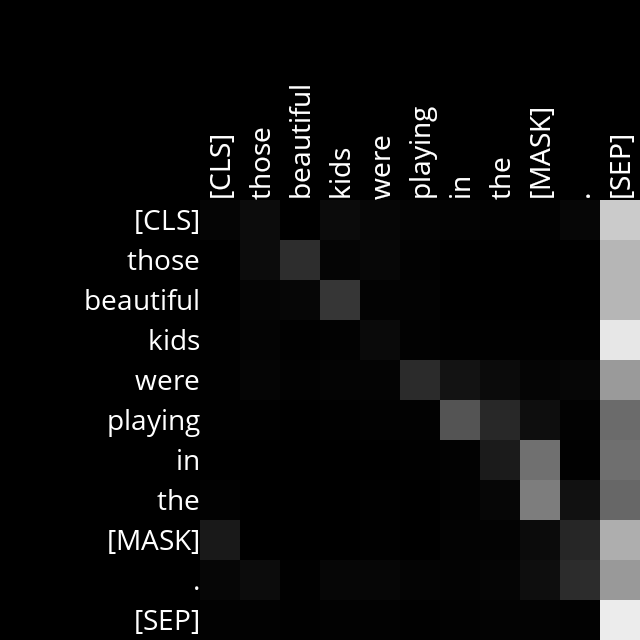 [CLS]
those
beautiful
kids
were
playing
in
the
[MASK]
.
[SEP]
[CLS]
those
beautiful
kids
were
playing
in
the
[MASK]
.
[SEP]